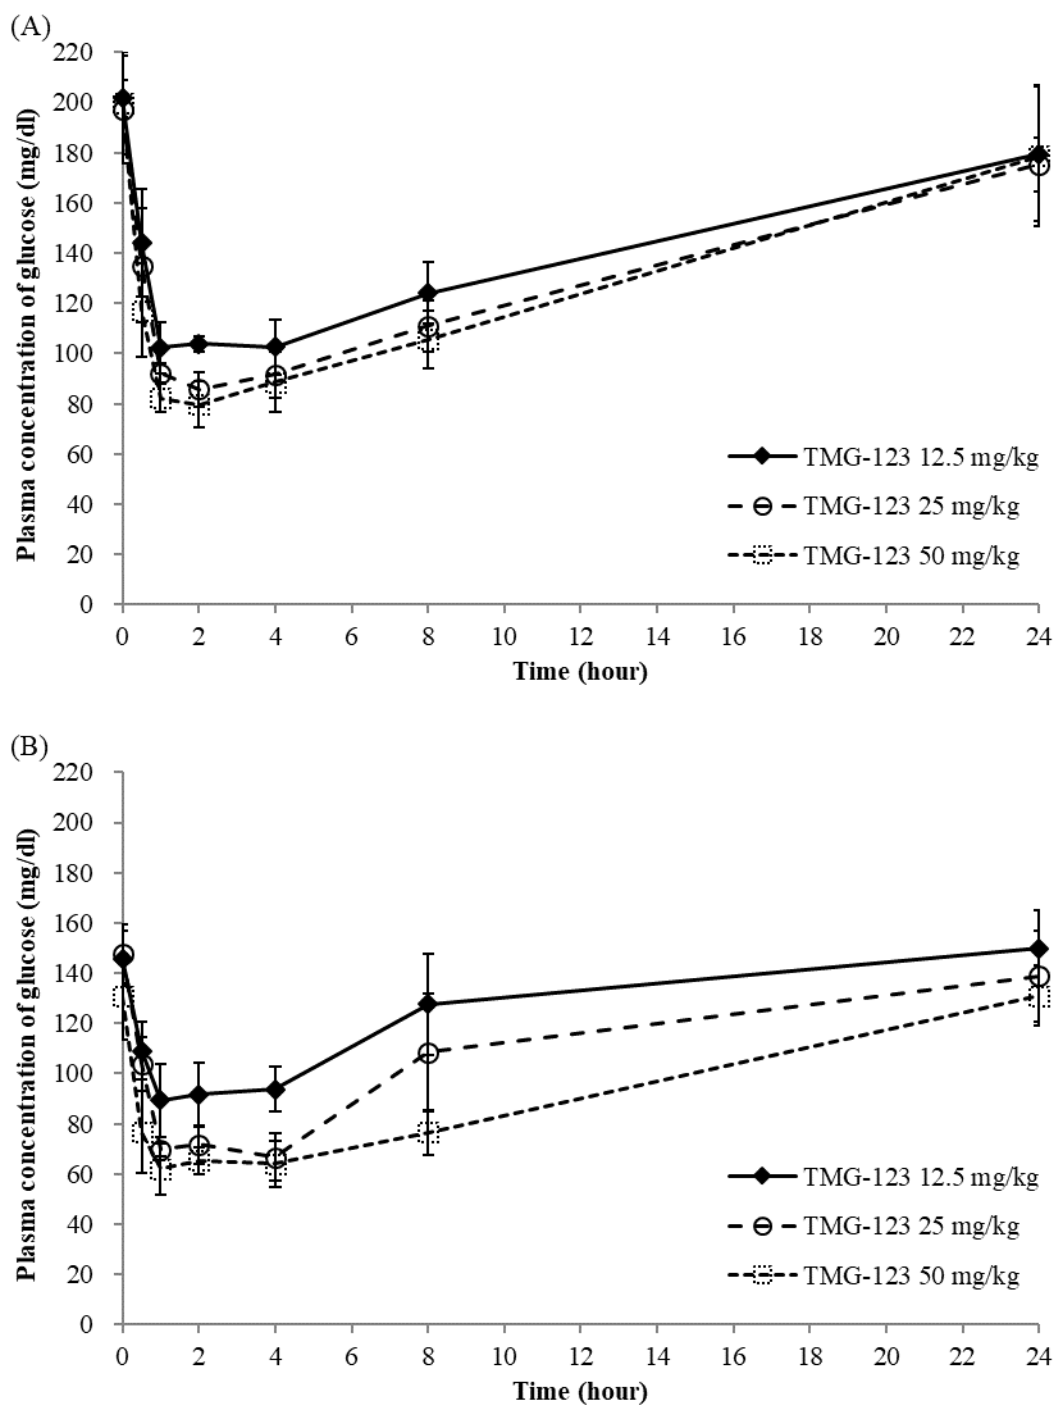 (A)
Plasma concentration of glucose (mg/dl)
220
200
180
160
140
120
100
80
60
40
20
0
TMG-123 12.5 mg/kg
TMG-123 25 mg/kg
TMG-123 50 mg/kg
0 2 4 6 8 10 12 14 16 18 20 22 24
Time (hour)
(B)
Plasma concentration of glucose (mg/dl)
220
200
180
160
140
120
100
80
60
40
20
0
TMG-123 12.5 mg/kg
TMG-123 25 mg/kg
TMG-123 50 mg/kg
0 2 4 6 8 10 12 14 16 18 20 22 24
Time (hour)